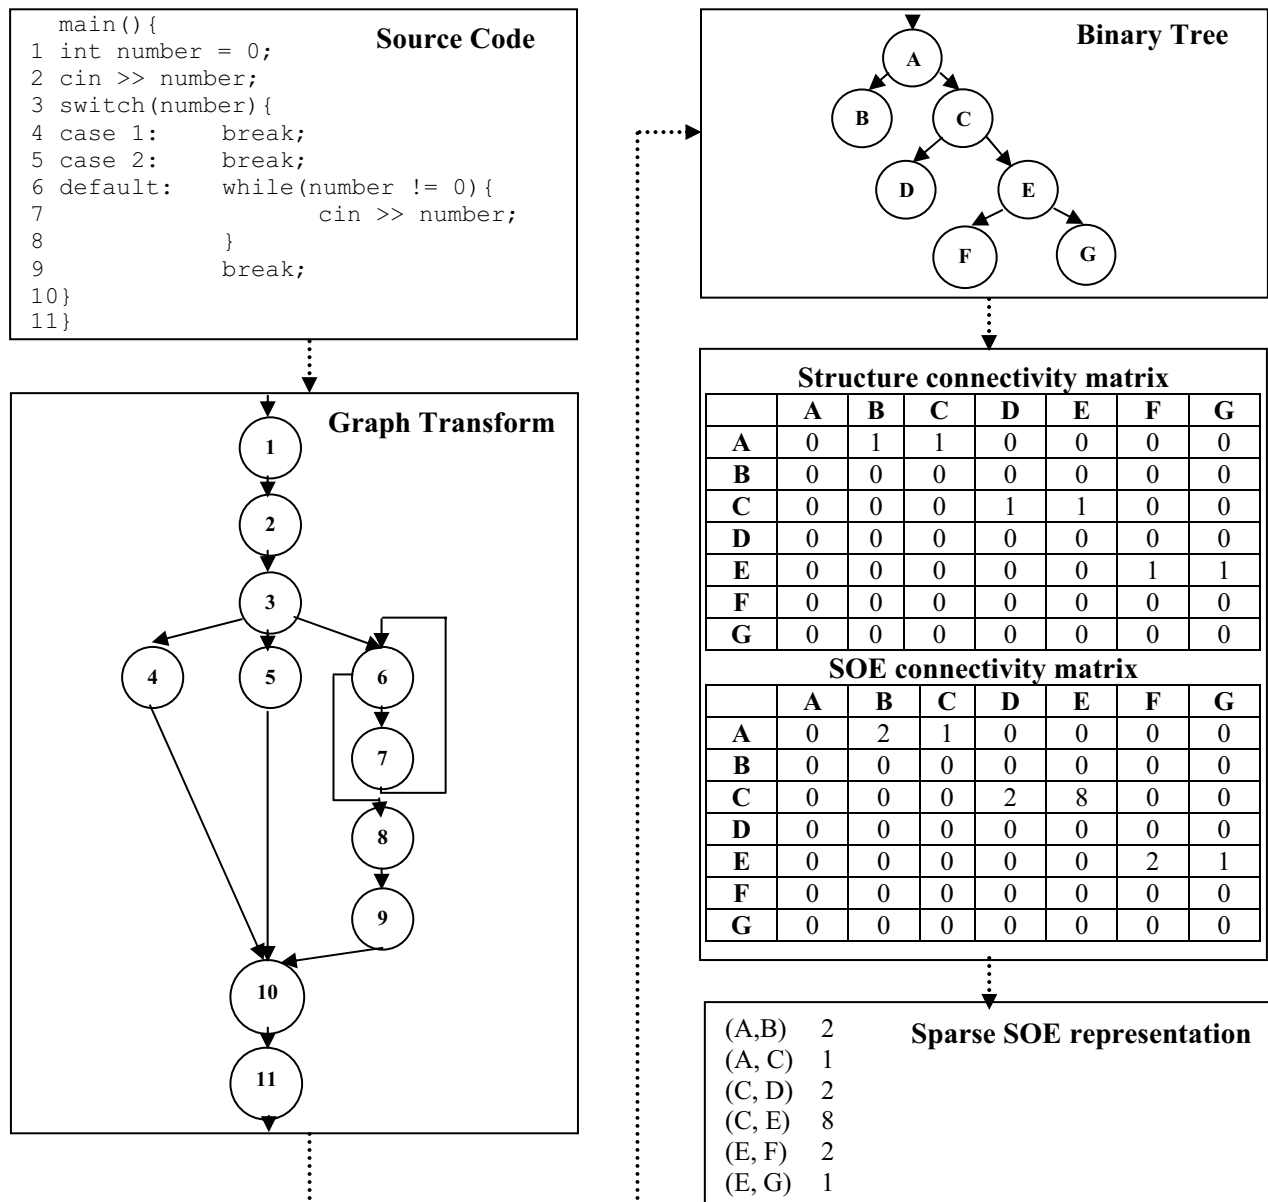 main(){
Source Code
1 int number = 0;
2 cin >> number;
3 switch(number){
4 case 1: break;
5 case 2: break;
6 default: while(number != 0){
7 cin >> number;
8 }
9 break;
10}
11}
Graph Transform
1
2
3
4 5 6
7
8
9
10
11
Binary Tree
A
B C
D E
F G
Structure connectivity matrix
A B C D E F G
A 0 1 1 0 0 0 0
B 0 0 0 0 0 0 0
C 0 0 0 1 1 0 0
D 0 0 0 0 0 0 0
E 0 0 0 0 0 1 1
F 0 0 0 0 0 0 0
G 0 0 0 0 0 0 0
SOE connectivity matrix
A B C D E F G
A 0 2 1 0 0 0 0
B 0 0 0 0 0 0 0
C 0 0 0 2 8 0 0
D 0 0 0 0 0 0 0
E 0 0 0 0 0 2 1
F 0 0 0 0 0 0 0
G 0 0 0 0 0 0 0
Sparse SOE representation
(A,B) 2
(A, C) 1
(C, D) 2
(C, E) 8
(E, F) 2
(E, G) 1